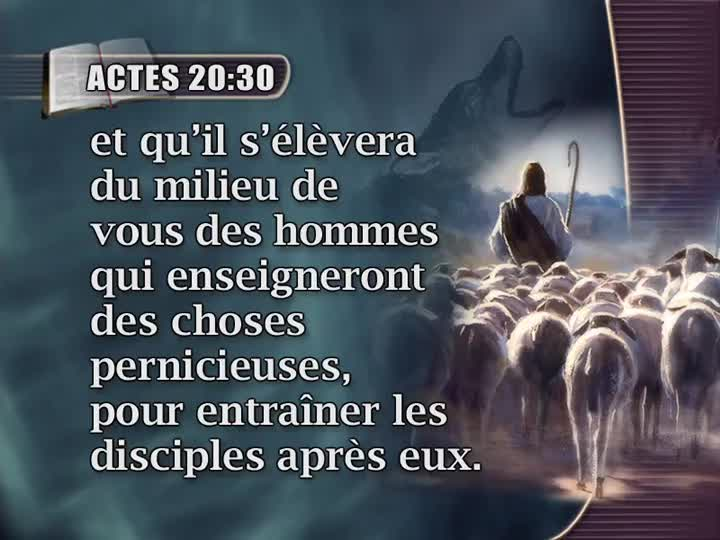 ACTES 20:30
et qu’il s’élèvera
du milieu de
vous des hommes
qui enseigneront
des choses
pernicieuses,
pour entraîner les
disciples après eux.